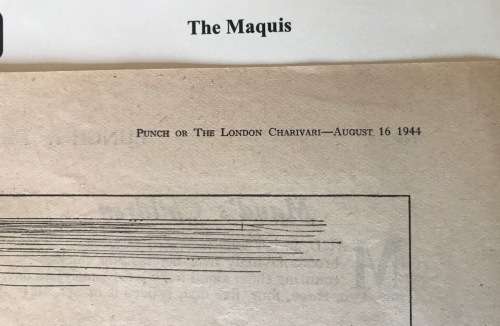 The Maquis
PUNCH OR THE LONDON CHARIVARI—AUGUST 16 1944